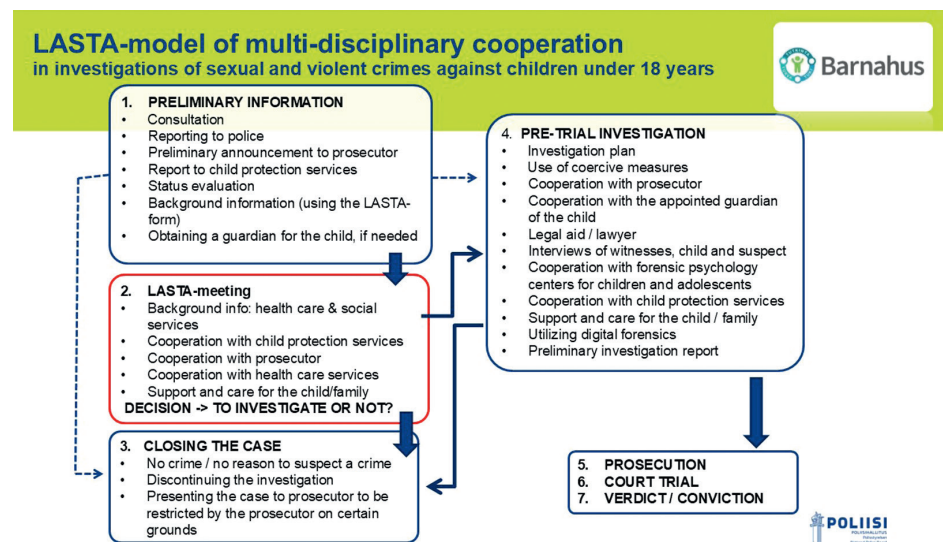 LASTA-model of multi-disciplinary cooperation
in investigations of sexual and violent crimes against children under 18 years
Barnahus
1. PRELIMINARY INFORMATION
• Consultation
• Reporting to police
• Preliminary announcement to prosecutor
• Report to child protection services
• Status evaluation
• Background information (using the LASTA-
form)
• Obtaining a guardian for the child, if needed
2. LASTA-meeting
• Background info: health care & social
services
• Cooperation with child protection services
• Cooperation with prosecutor
• Cooperation with health care services
• Support and care for the child/family
DECISION -> TO INVESTIGATE OR NOT?
3. CLOSING THE CASE
• No crime / no reason to suspect a crime
• Discontinuing the investigation
• Presenting the case to prosecutor to be
restricted by the prosecutor on certain
grounds
4. PRE-TRIAL INVESTIGATION
• Investigation plan
• Use of coercive measures
• Cooperation with prosecutor
• Cooperation with the appointed guardian
of the child
• Legal aid / lawyer
• Interviews of witnesses, child and suspect
• Cooperation with forensic psychology
centers for children and adolescents
• Cooperation with child protection services
• Support and care for the child / family
• Utilizing digital forensics
• Preliminary investigation report
5. PROSECUTION
6. COURT TRIAL
7. VERDICT / CONVICTION
POLIISI
POLIISIHALLITUS